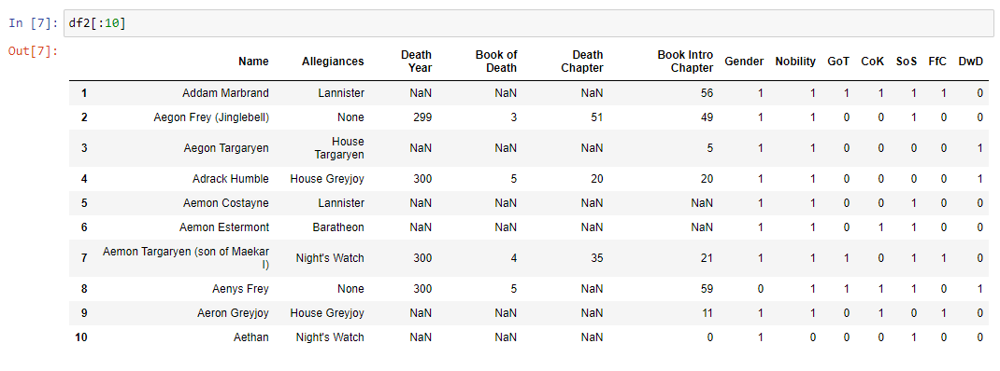 In [7]: df2[:10]
Out[7]:
Name Allegiances Death Year Book of Death Death Chapter Book Intro Chapter Gender Nobility GoT CoK SoS FfC DwD
1 Addam Marbrand Lannister NaN NaN NaN 56 1 1 1 1 1 1 0
2 Aegon Frey (Jinglebell) None 299 3 51 49 1 1 0 0 1 0 0
3 Aegon Targaryen House Targaryen NaN NaN NaN 5 1 1 0 0 0 0 1
4 Adrack Humble House Greyjoy 300 5 20 20 1 1 0 0 0 0 1
5 Aemon Costayne Lannister NaN NaN NaN NaN 1 1 0 0 1 0 0
6 Aemon Estermont Baratheon NaN NaN NaN NaN 1 1 0 1 1 0 0
7 Aemon Targaryen (son of Maekar I) Night's Watch 300 4 35 21 1 1 1 0 1 1 0
8 Aenys Frey None 300 5 NaN 59 0 1 1 1 1 0 1
9 Aeron Greyjoy House Greyjoy NaN NaN NaN 11 1 1 0 1 0 1 0
10 Aethan Night's Watch NaN NaN NaN 0 1 0 0 0 1 0 0